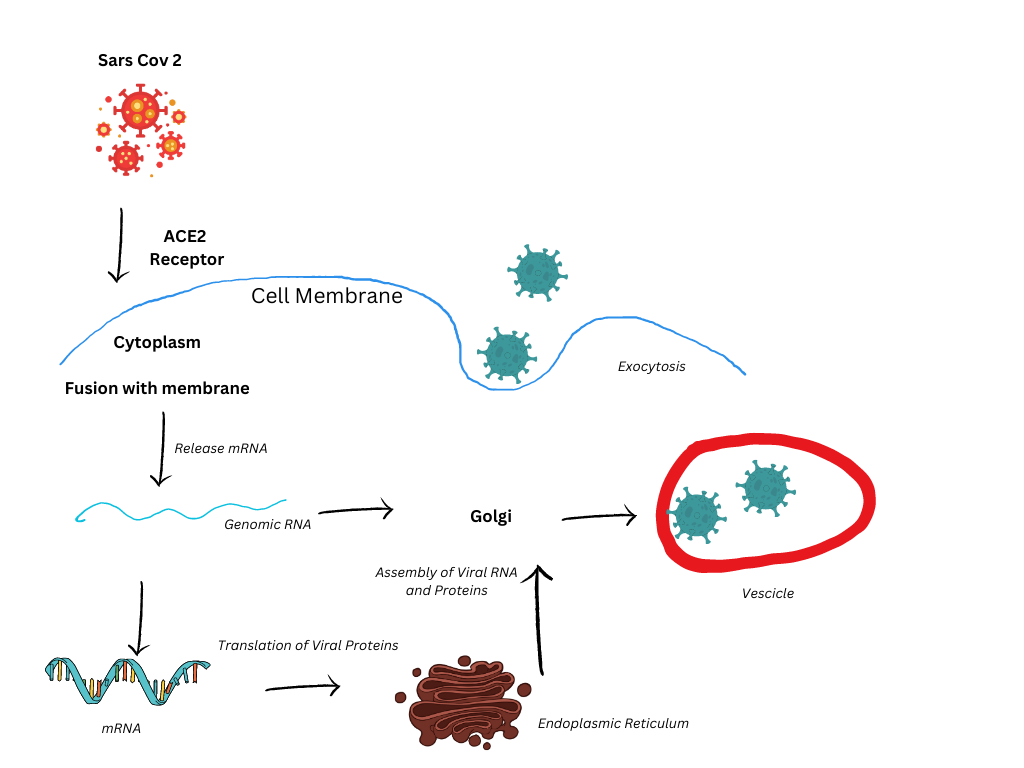 Sars Cov 2
ACE2
Receptor
Cell Membrane
Cytoplasm
Exocytosis
Fusion with membrane
Release mRNA
Genomic RNA
Golgi
Assembly of Viral RNA
and Proteins
Vescicle
Translation of Viral Proteins
mRNA
Endoplasmic Reticulum